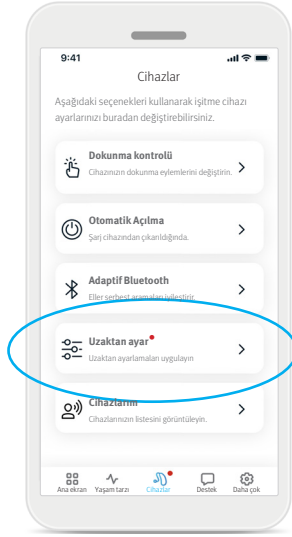 9:41
Cihazlar
Aşağıdaki seçenekleri kullanarak işitme cihazı
ayarlarınızı buradan değiştirebilirsiniz.
Dokunma kontrolü
Cihazınızın dokunma eylemlerini değiştirin.
Otomatik Açılma
Şarj cihazından çıkarıldığında.
Adaptif Bluetooth
Eller serbest aramaları iyileştirir
Uzaktan ayar
Uzaktan ayarlamaları uygulayın
Cihazlarım
Cihazlarınızın listesini görüntüleyin.
Ana ekran Yaşam tarzı Cihazlar Destek Daha çok